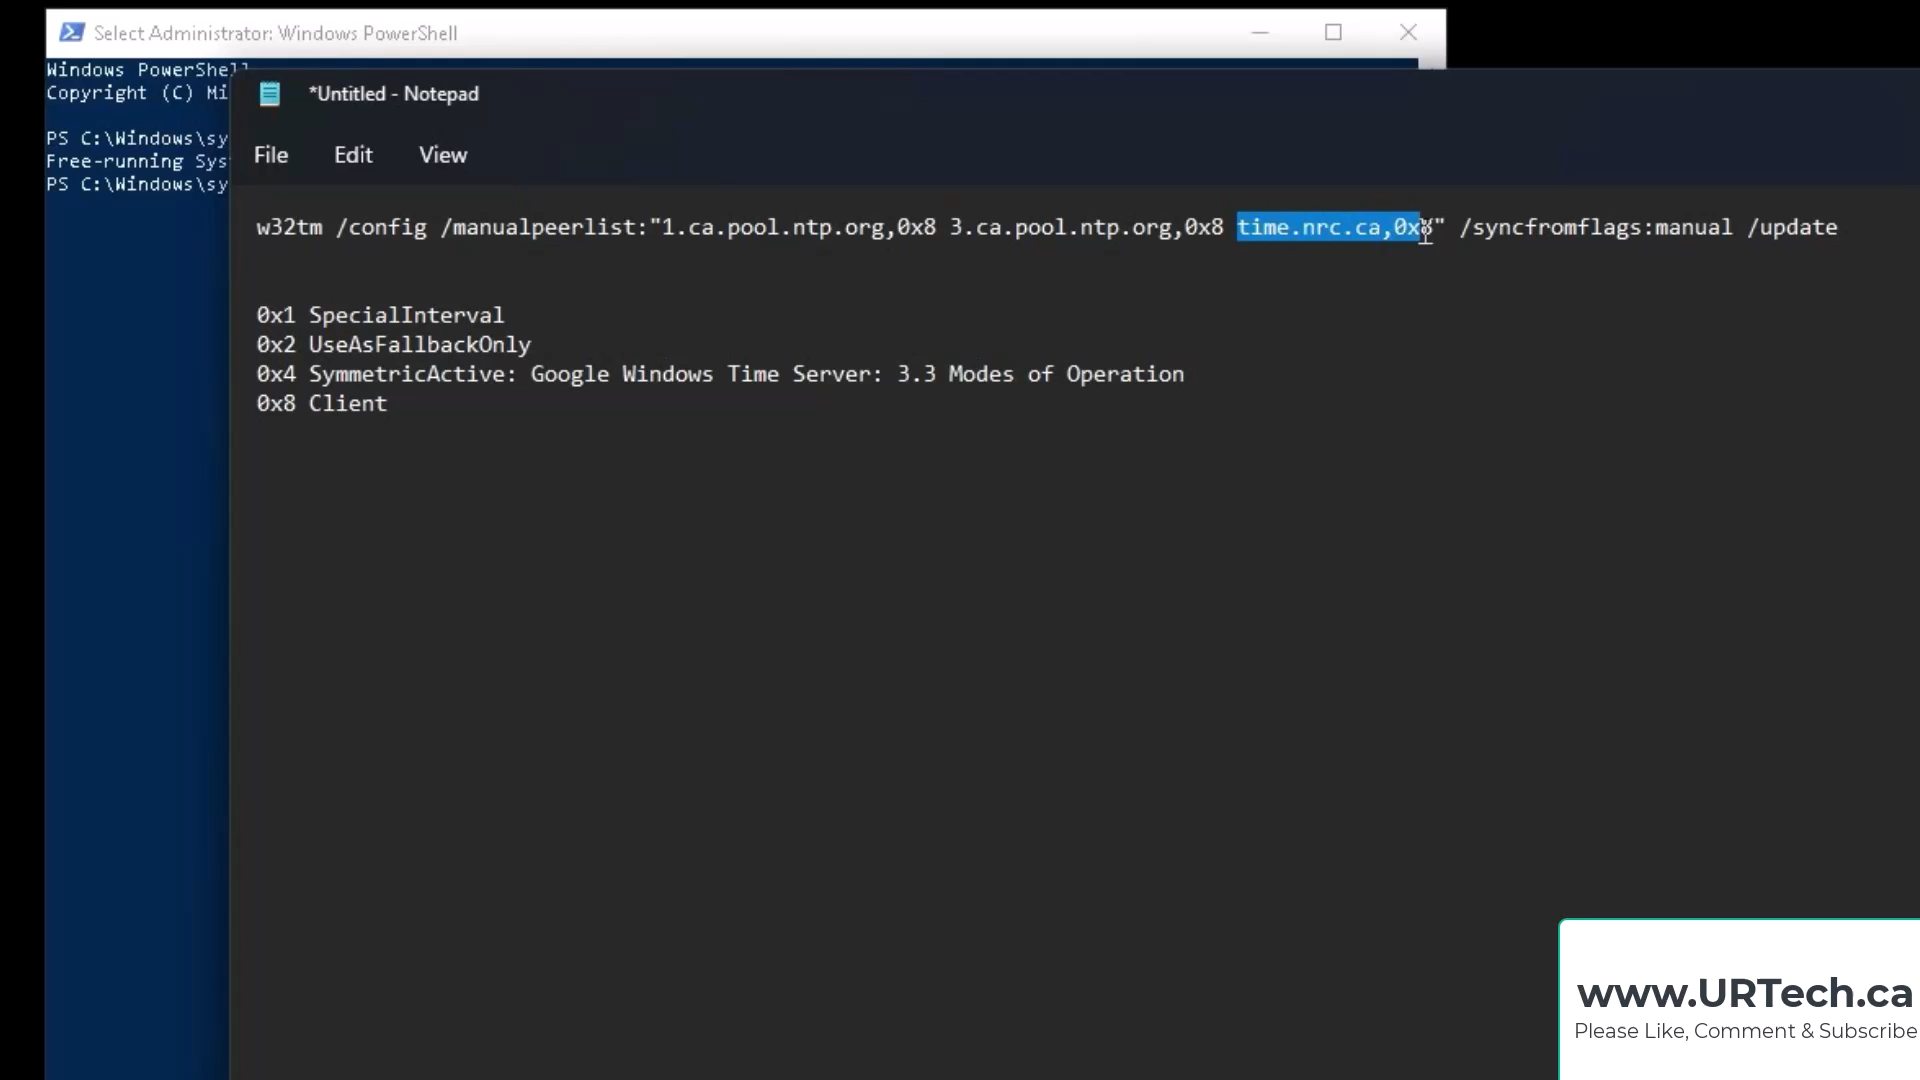 Select Administrator: Windows PowerShell
Windows PowerShell
Copyright (C) Mi
PS C:\Windows\sy
Free-running Sys
PS C:\Windows\sy
*Untitled - Notepad
File Edit View
w32tm /config /manualpeerlist:"1.ca.pool.ntp.org,0x8 3.ca.pool.ntp.org,0x8 time.nrc.ca,0x8" /syncfromflags:manual /update
0x1 SpecialInterval
0x2 UseAsFallbackOnly
0x4 SymmetricActive: Google Windows Time Server: 3.3 Modes of Operation
0x8 Client
www.URTech.ca
Please Like, Comment & Subscribe